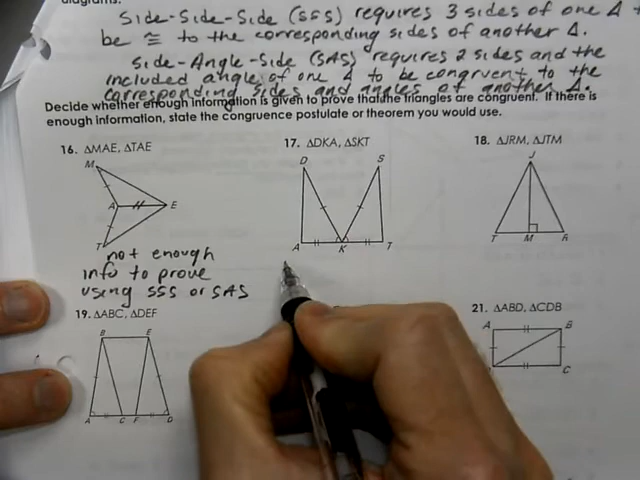 diagrams.
Side-Side-Side (SSS) requires 3 sides of one Δ t
be ≅ to the corresponding sides of another Δ.
Side-Angle-Side (SAS) requires 2 sides and the
included angle of one Δ to be congruent to the
corresponding sides and angles of another Δ.
Decide whether enough information is given to prove that the triangles are congruent. If there is
enough information, state the congruence postulate or theorem you would use.
16. ΔMAE, ΔTAE
17. ΔDKA, ΔSKT
18. ΔJRM, ΔJTM
M
A
E
T
D
S
A
K
T
J
T
M
R
not enough
info to prove
using SSS or SAS
19. ΔABC, ΔDEF
21. ΔABD, ΔCDB
B
E
A
C
F
D
A
B
C